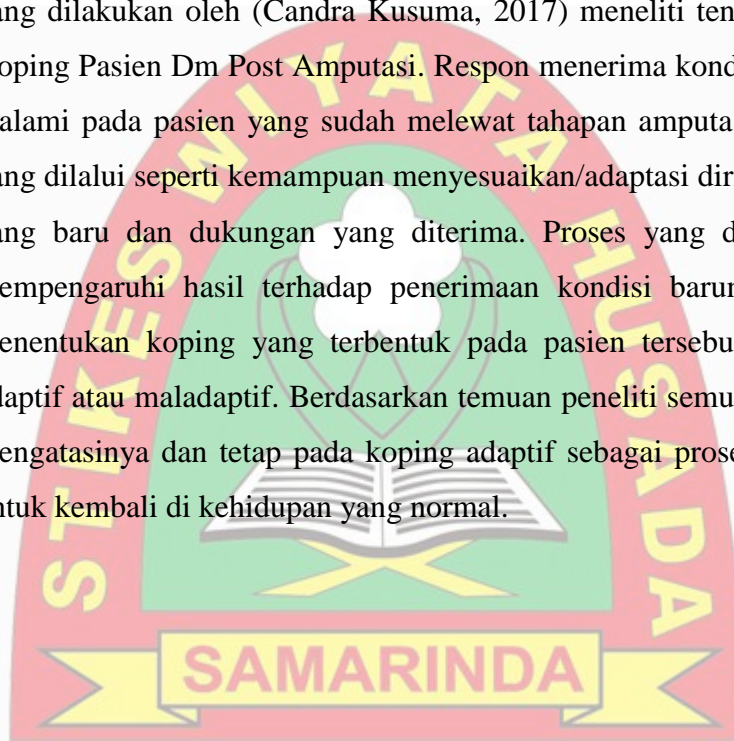 ang dilakukan oleh (Candra Kusuma, 2017) meneliti ten
oping Pasien Dm Post Amputasi. Respon menerima kond
alami pada pasien yang sudah melewat tahapan amputa
ang dilalui seperti kemampuan menyesuaikan/adaptasi dir
ang baru dan dukungan yang diterima. Proses yang d
empengaruhi hasil terhadap penerimaan kondisi barun
enentukan koping yang terbentuk pada pasien tersebu
daptif atau maladaptif. Berdasarkan temuan peneliti semu
engatasinya dan tetap pada koping adaptif sebagai prose
ntuk kembali di kehidupan yang normal.
STIKES WIYATA HUSADA
SAMARINDA